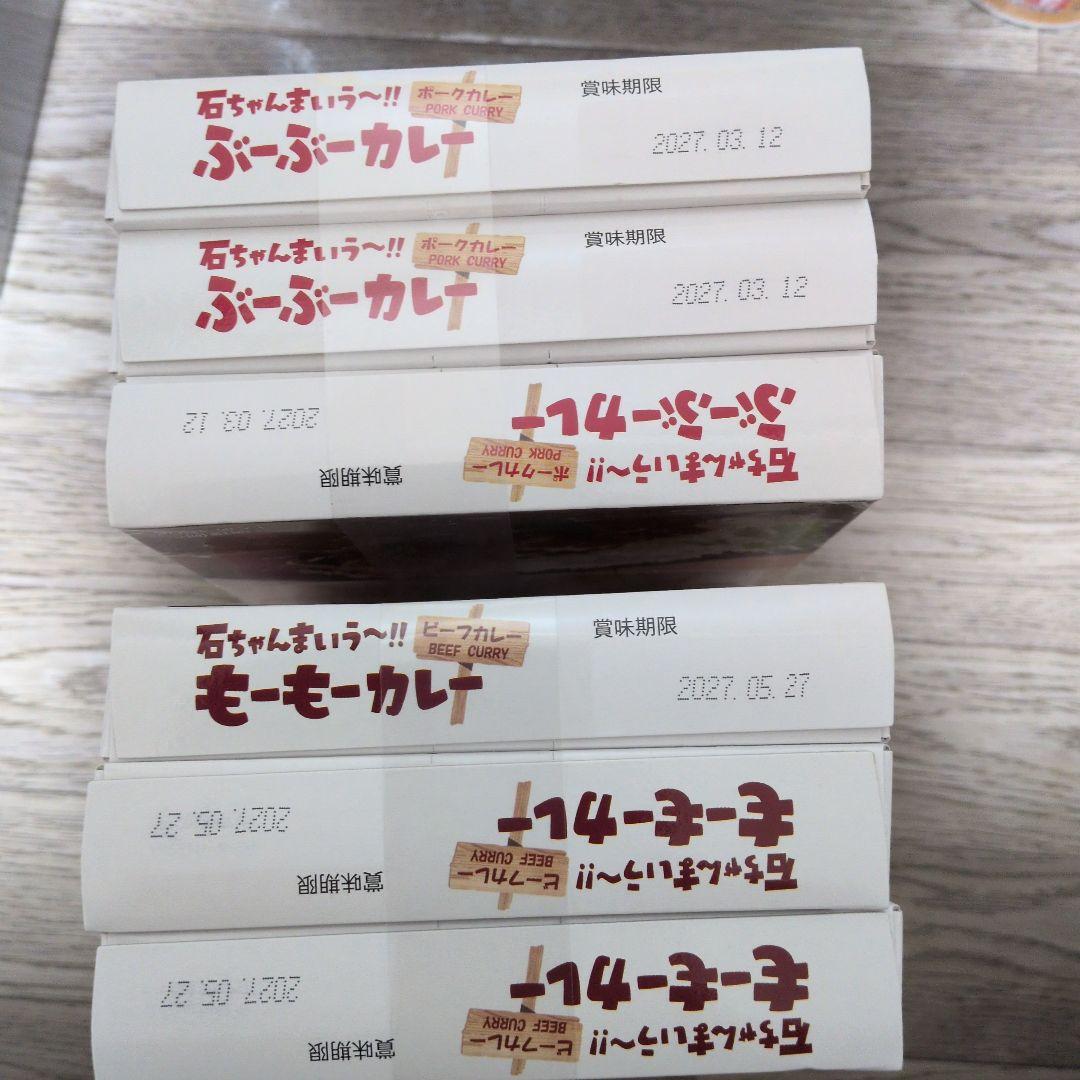 石ちゃんまいう〜!!
ポークカレー
PORK CURRY
ぶーぶーカレー
賞味期限
2027.03.12
石ちゃんまいう〜!!
ポークカレー
PORK CURRY
ぶーぶーカレー
賞味期限
2027.03.12
石ちゃんまいう〜!!
ポークカレー
PORK CURRY
ぶーぶーカレー
賞味期限
2027.03.12
石ちゃんまいう〜!!
ビーフカレー
BEEF CURRY
もーもーカレー
賞味期限
2027.05.27
石ちゃんまいう〜!!
ビーフカレー
BEEF CURRY
もーもーカレー
賞味期限
2027.05.27
石ちゃんまいう〜!!
ビーフカレー
BEEF CURRY
もーもーカレー
賞味期限
2027.05.27